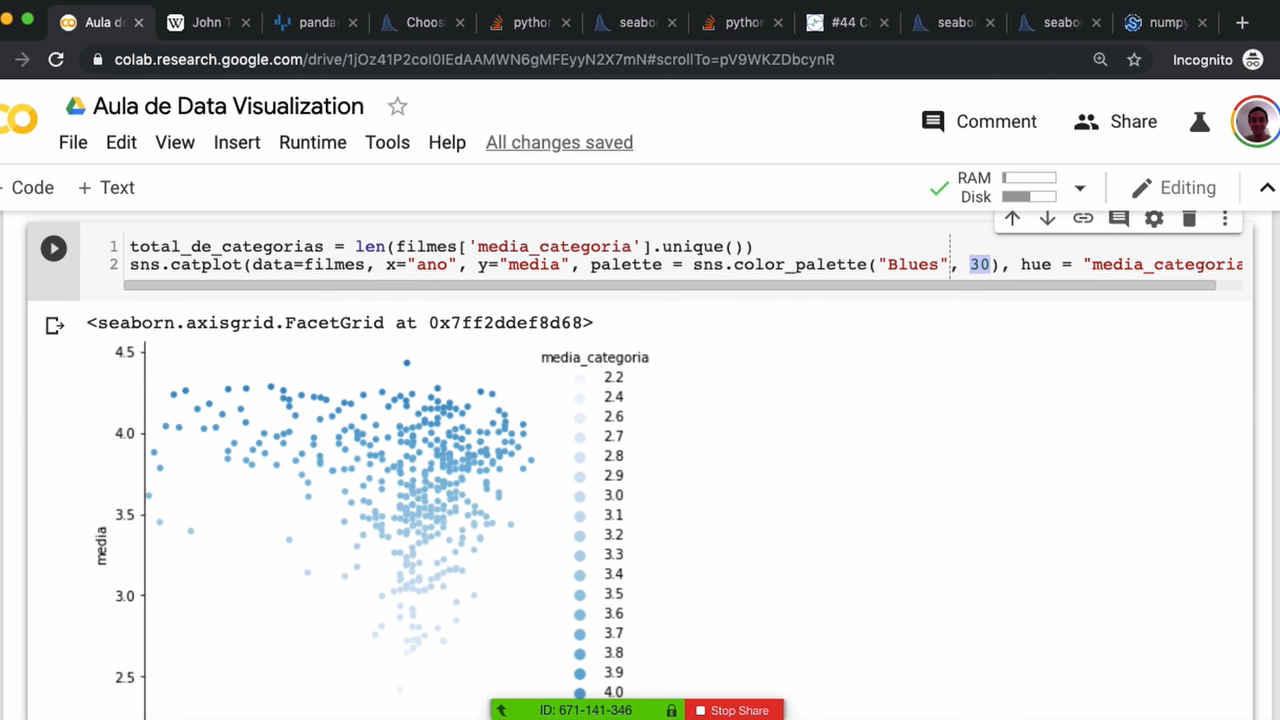 Aula d
John T
pandas
Choos
python
seabor
python
#44 C
seabor
seabor
numpy
colab.research.google.com/drive/1jOz41P2coI0IEdAAMWN6gMFEyyN2X7mN#scrollTo=pV9WKZDbcynR
Incognito
Aula de Data Visualization
Comment
Share
File Edit View Insert Runtime Tools Help All changes saved
Code + Text
RAM
Disk
Editing
1 total_de_categorias = len(filmes['media_categoria'].unique())
2 sns.catplot(data=filmes, x="ano", y="media", palette = sns.color_palette("Blues", 30), hue = "media_categoria
<seaborn.axisgrid.FacetGrid at 0x7ff2ddef8d68>
4.5
4.0
3.5
3.0
2.5
media
media_categoria
2.2
2.4
2.6
2.7
2.8
2.9
3.0
3.1
3.2
3.3
3.4
3.5
3.6
3.7
3.8
3.9
4.0
ID: 671-141-346
Stop Share